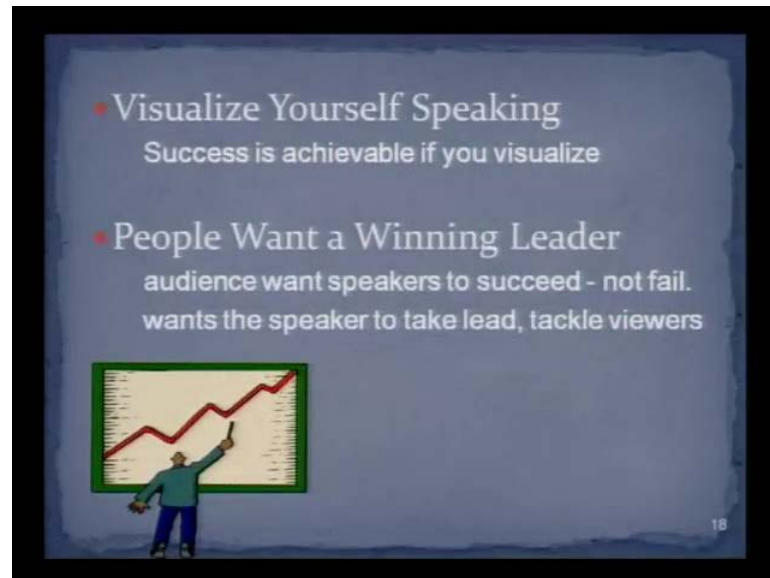 Visualize Yourself Speaking
Success is achievable if you visualize
People Want a Winning Leader
audience want speakers to succeed - not fail.
wants the speaker to take lead, tackle viewers
18